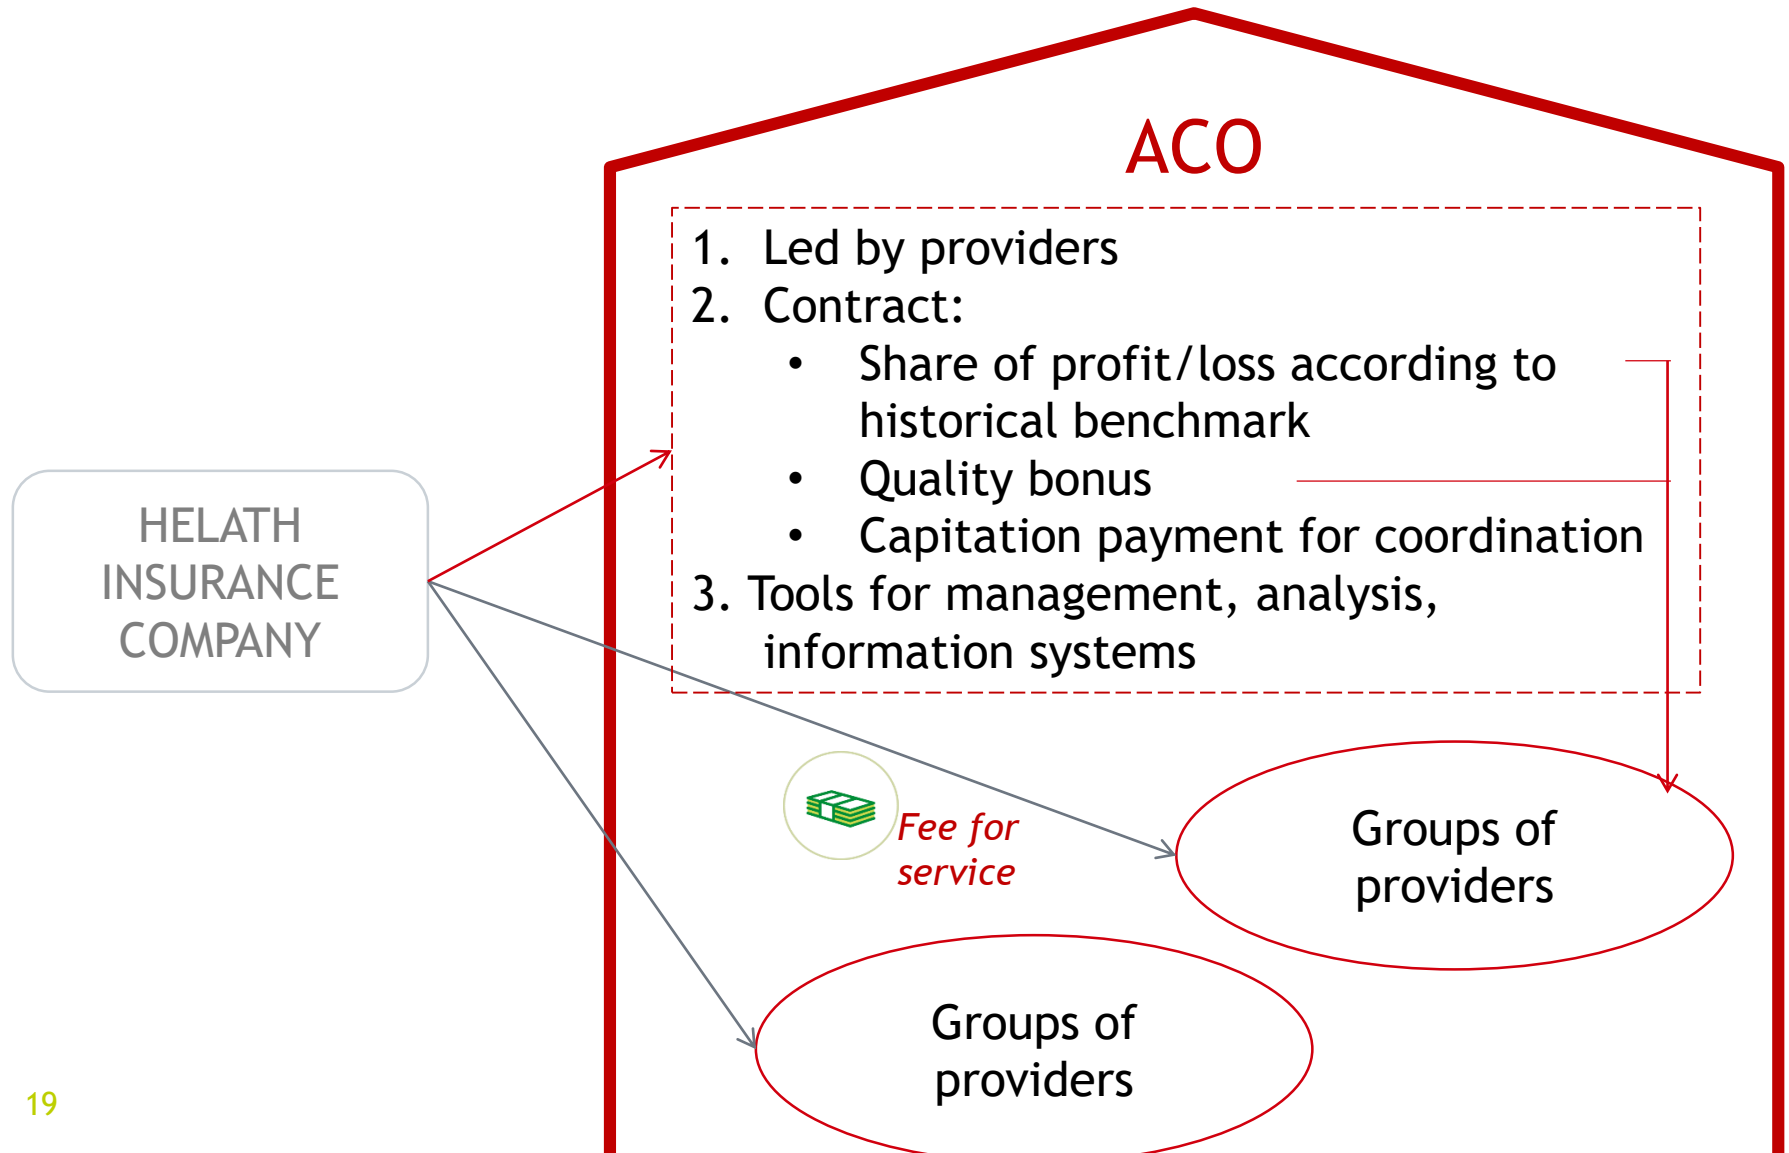 ACO
1. Led by providers
2. Contract:
• Share of profit/loss according to
historical benchmark
• Quality bonus
• Capitation payment for coordination
3. Tools for management, analysis,
information systems
HELATH
INSURANCE
COMPANY
Fee for
service
Groups of
providers
Groups of
providers
19